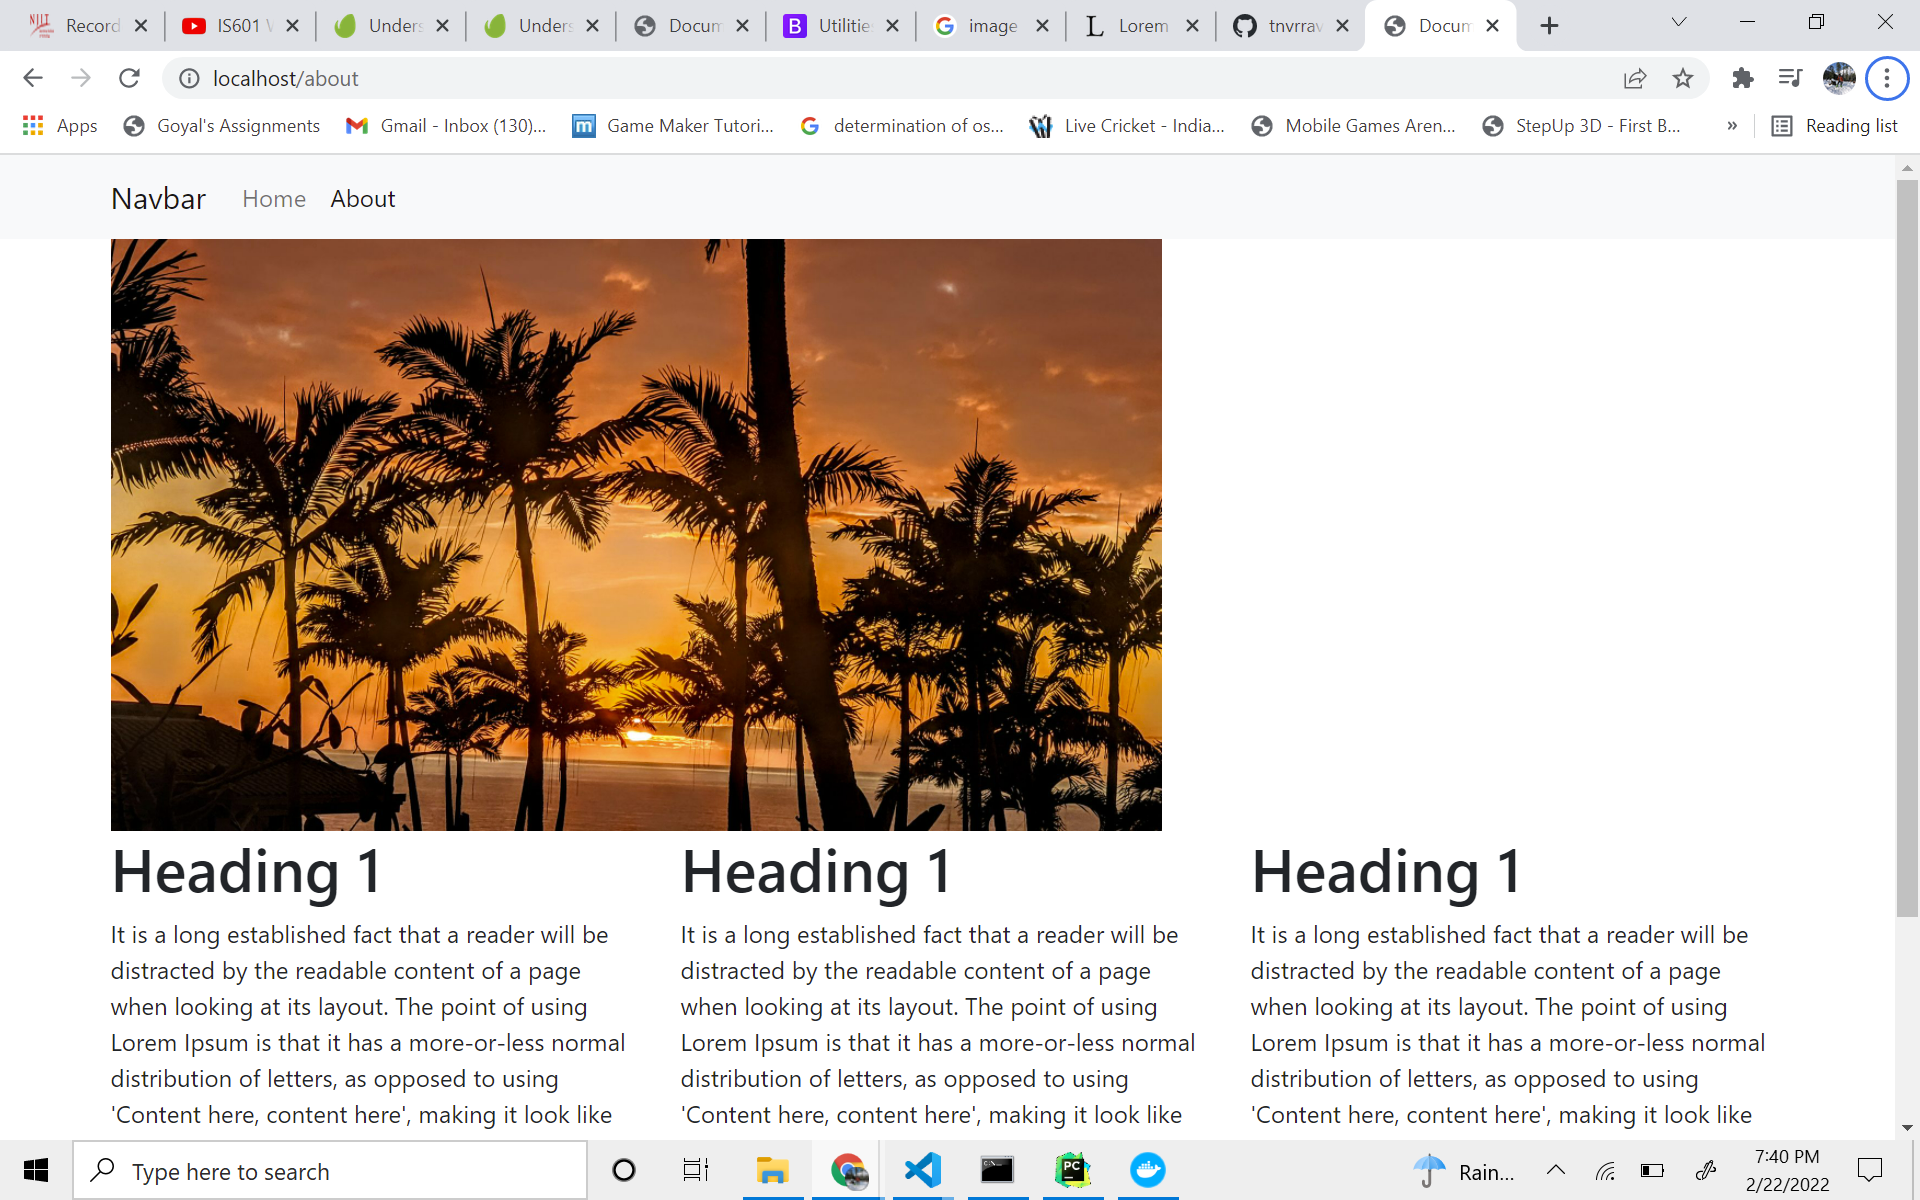 Record
IS601 W
Unders
Unders
Docum
Utilities
image
Lorem
tnvrrav
Docum
localhost/about
Apps
Goyal's Assignments
Gmail - Inbox (130)...
Game Maker Tutori...
determination of os...
Live Cricket - India...
Mobile Games Aren...
StepUp 3D - First B...
»
Reading list
Navbar
Home
About
Heading 1
It is a long established fact that a reader will be
distracted by the readable content of a page
when looking at its layout. The point of using
Lorem Ipsum is that it has a more-or-less normal
distribution of letters, as opposed to using
'Content here, content here', making it look like
Heading 1
It is a long established fact that a reader will be
distracted by the readable content of a page
when looking at its layout. The point of using
Lorem Ipsum is that it has a more-or-less normal
distribution of letters, as opposed to using
'Content here, content here', making it look like
Heading 1
It is a long established fact that a reader will be
distracted by the readable content of a page
when looking at its layout. The point of using
Lorem Ipsum is that it has a more-or-less normal
distribution of letters, as opposed to using
'Content here, content here', making it look like
Type here to search
PC
Rain...
7:40 PM
2/22/2022